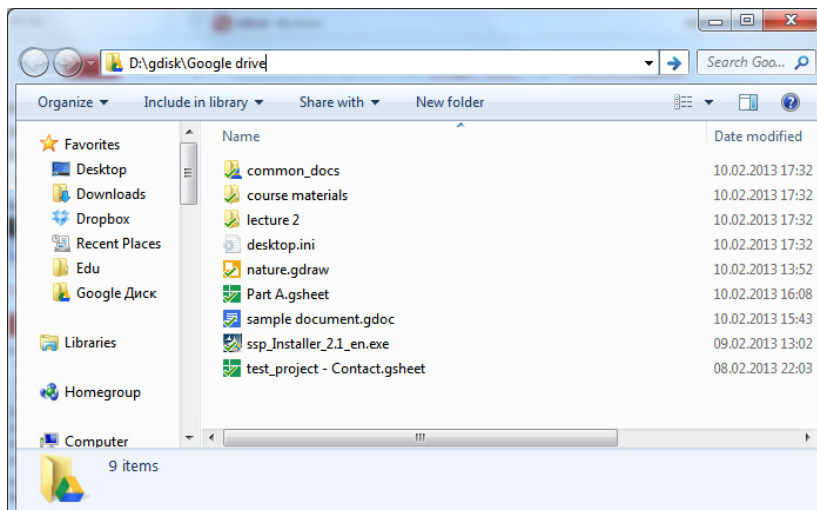 D:\gdisk\Google drive
Search Goo...
Organize Include in library Share with New folder
Name Date modified
Favorites
Desktop
Downloads
Dropbox
Recent Places
Edu
Google Диск
Libraries
Homegroup
Computer
common_docs 10.02.2013 17:32
course materials 10.02.2013 17:32
lecture 2 10.02.2013 17:32
desktop.ini 10.02.2013 17:32
nature.gdraw 10.02.2013 13:52
Part A.gsheet 10.02.2013 16:08
sample document.gdoc 10.02.2013 15:43
ssp_Installer_2.1_en.exe 09.02.2013 13:02
test_project - Contact.gsheet 08.02.2013 22:03
9 items